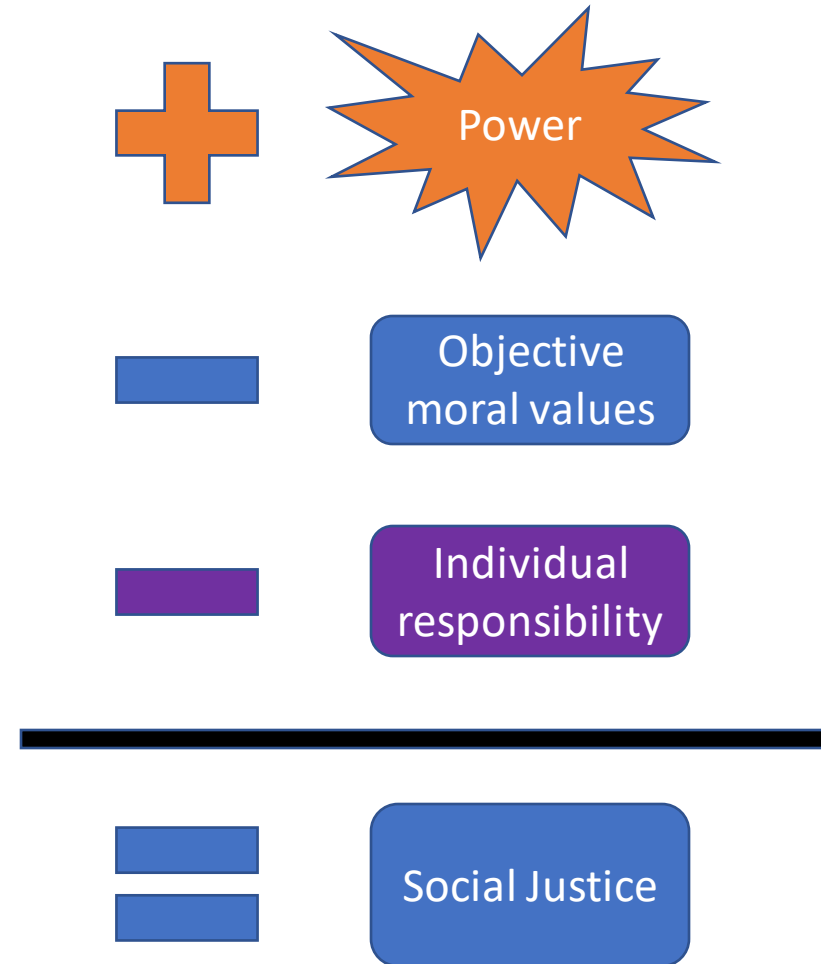 Power
Objective
moral values
Individual
responsibility
Social Justice